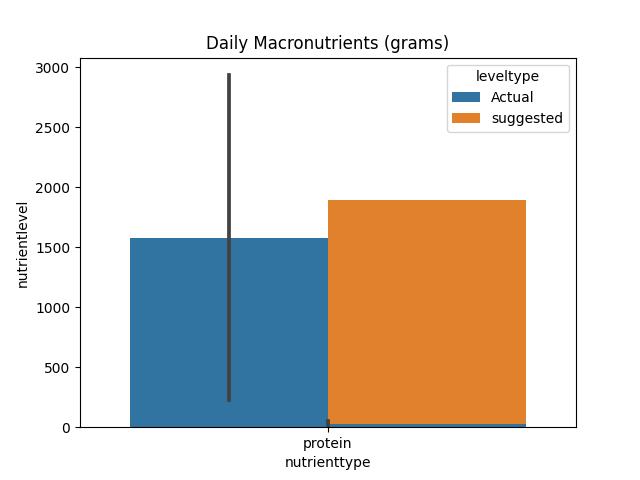 Daily Macronutrients (grams)
3000
2500
2000
1500
1000
500
0
nutrientlevel
leveltype
Actual
suggested
protein
nutrienttype